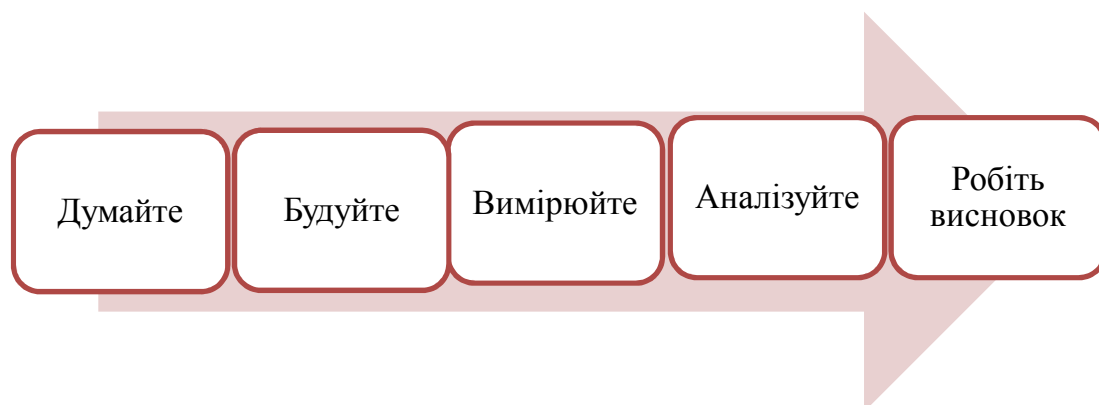 Думайте
Будуйте
Вимірюйте
Аналізуйте
Робіть
висновок